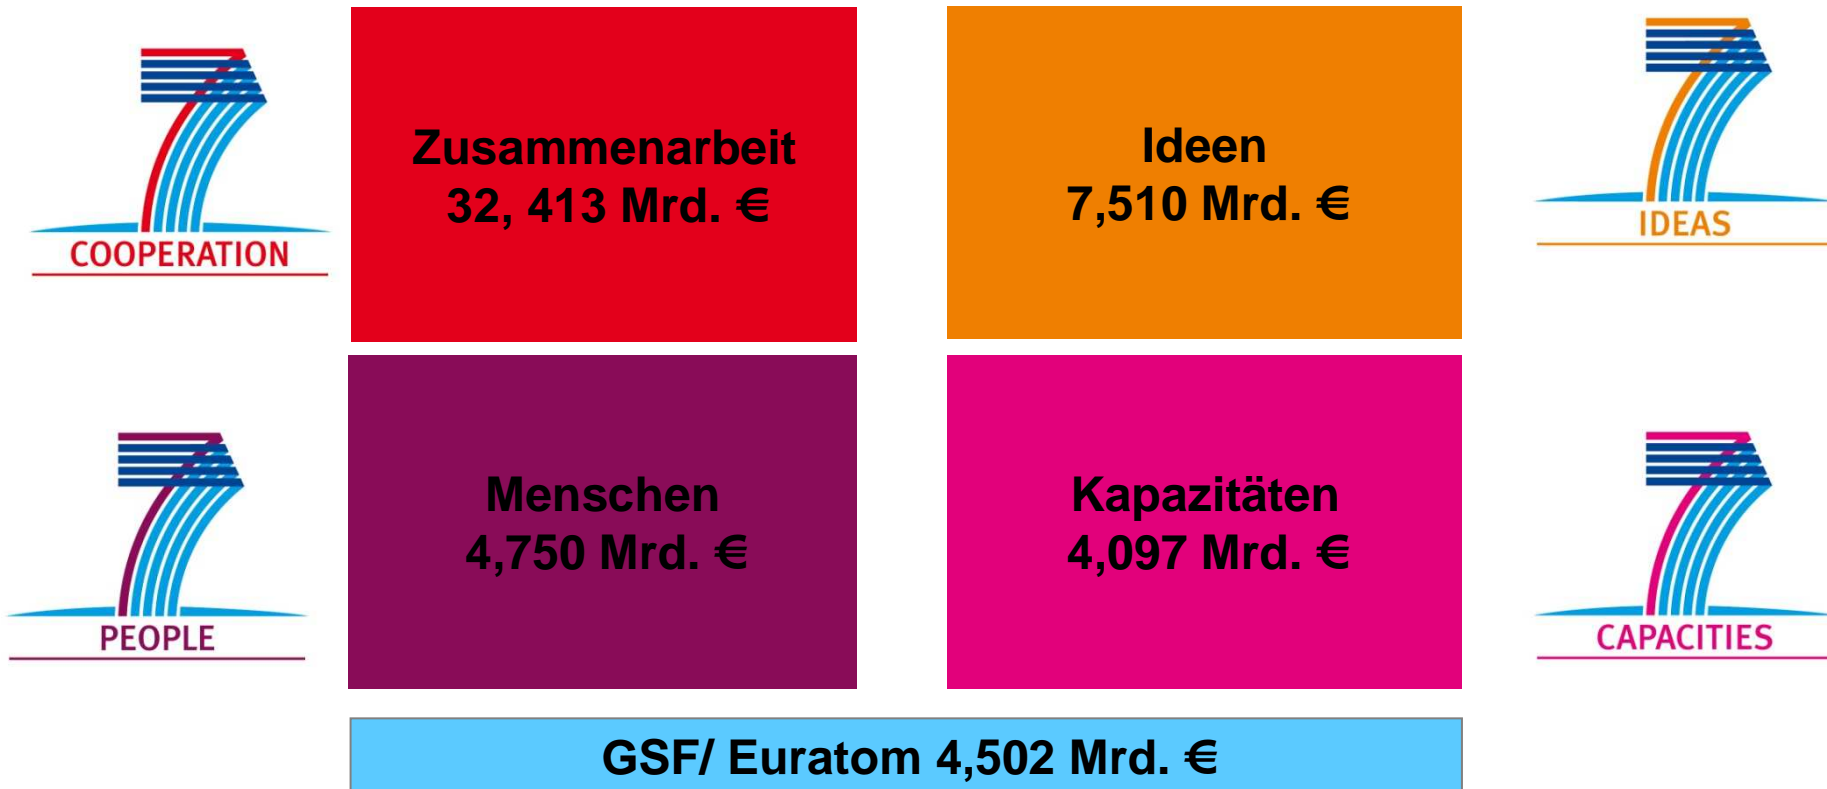 COOPERATION
Zusammenarbeit
32, 413 Mrd. €
Ideen
7,510 Mrd. €
IDEAS
PEOPLE
Menschen
4,750 Mrd. €
Kapazitäten
4,097 Mrd. €
CAPACITIES
GSF/ Euratom 4,502 Mrd. €